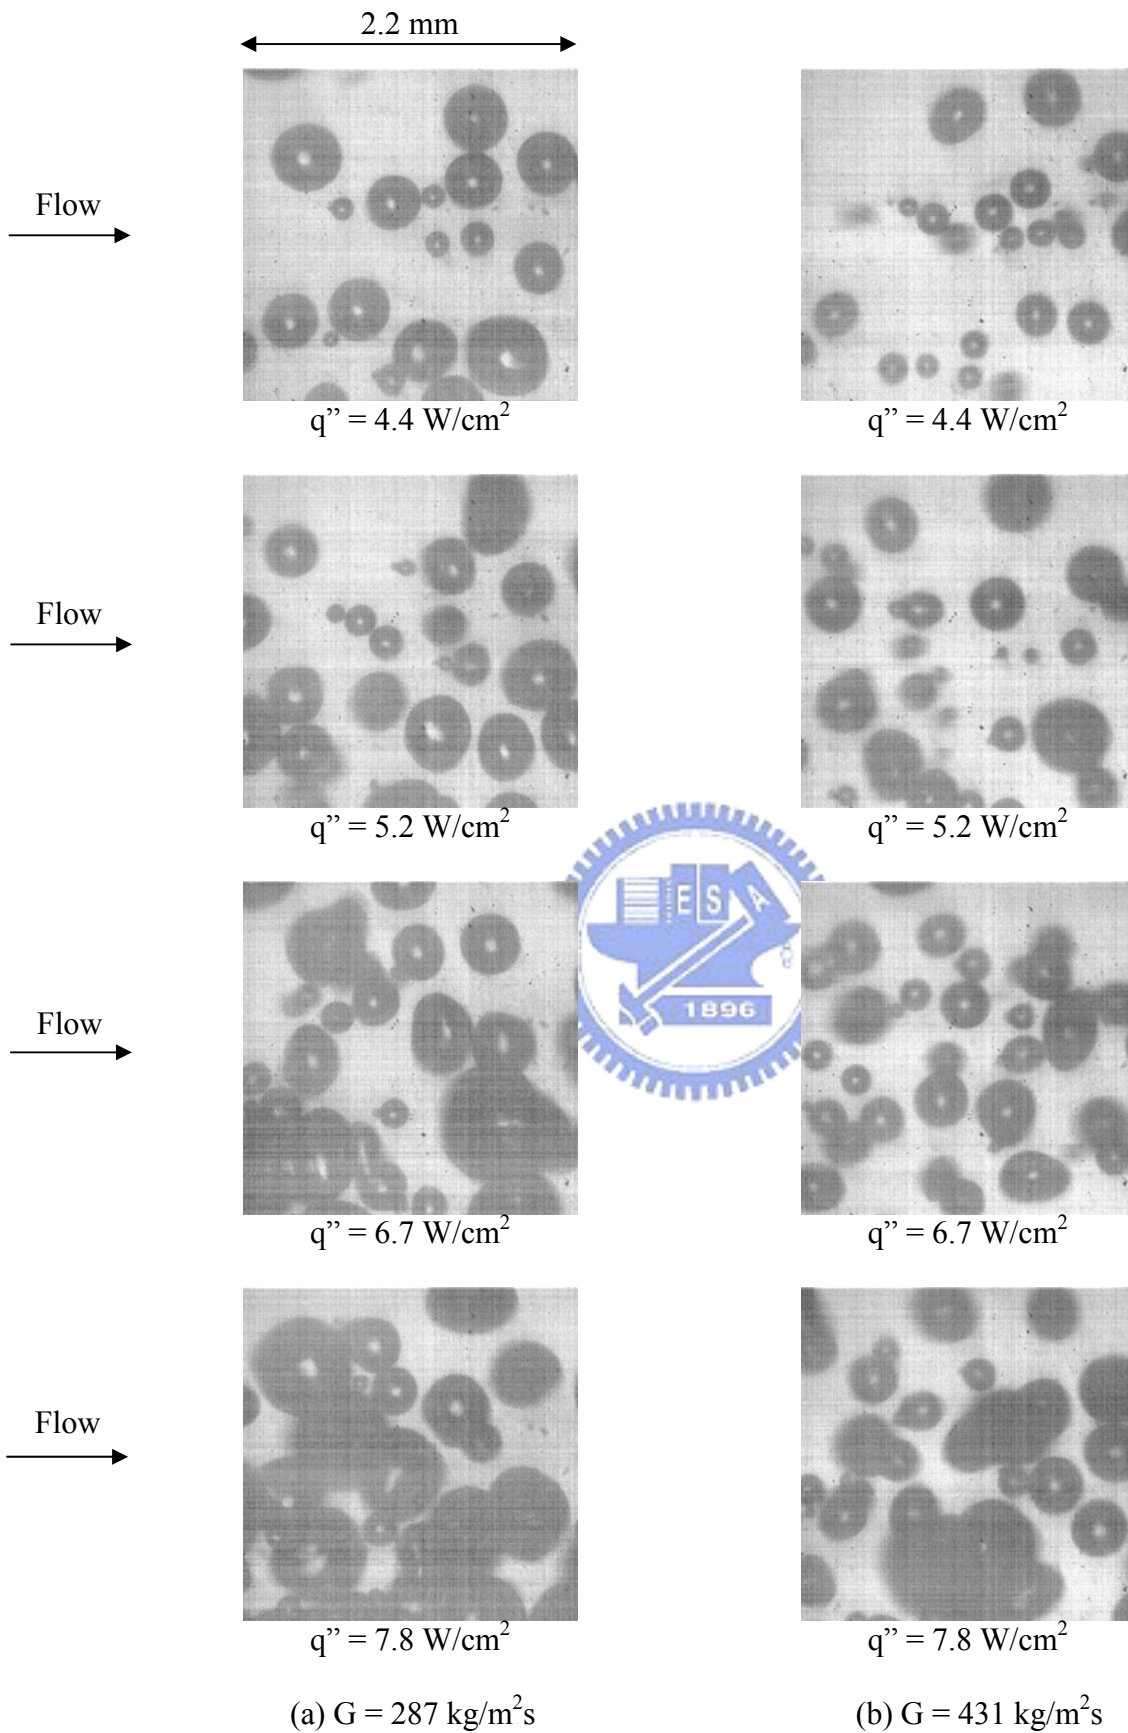 2.2 mm
Flow
q” = 4.4 W/cm²
q” = 4.4 W/cm²
Flow
q” = 5.2 W/cm²
q” = 5.2 W/cm²
E S A
1896
Flow
q” = 6.7 W/cm²
q” = 6.7 W/cm²
Flow
q” = 7.8 W/cm²
q” = 7.8 W/cm²
(a) G = 287 kg/m²s
(b) G = 431 kg/m²s